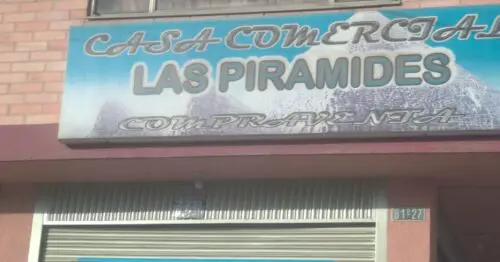 CASA COMERCIAL
LAS PIRAMIDES
COMPRAVENTA